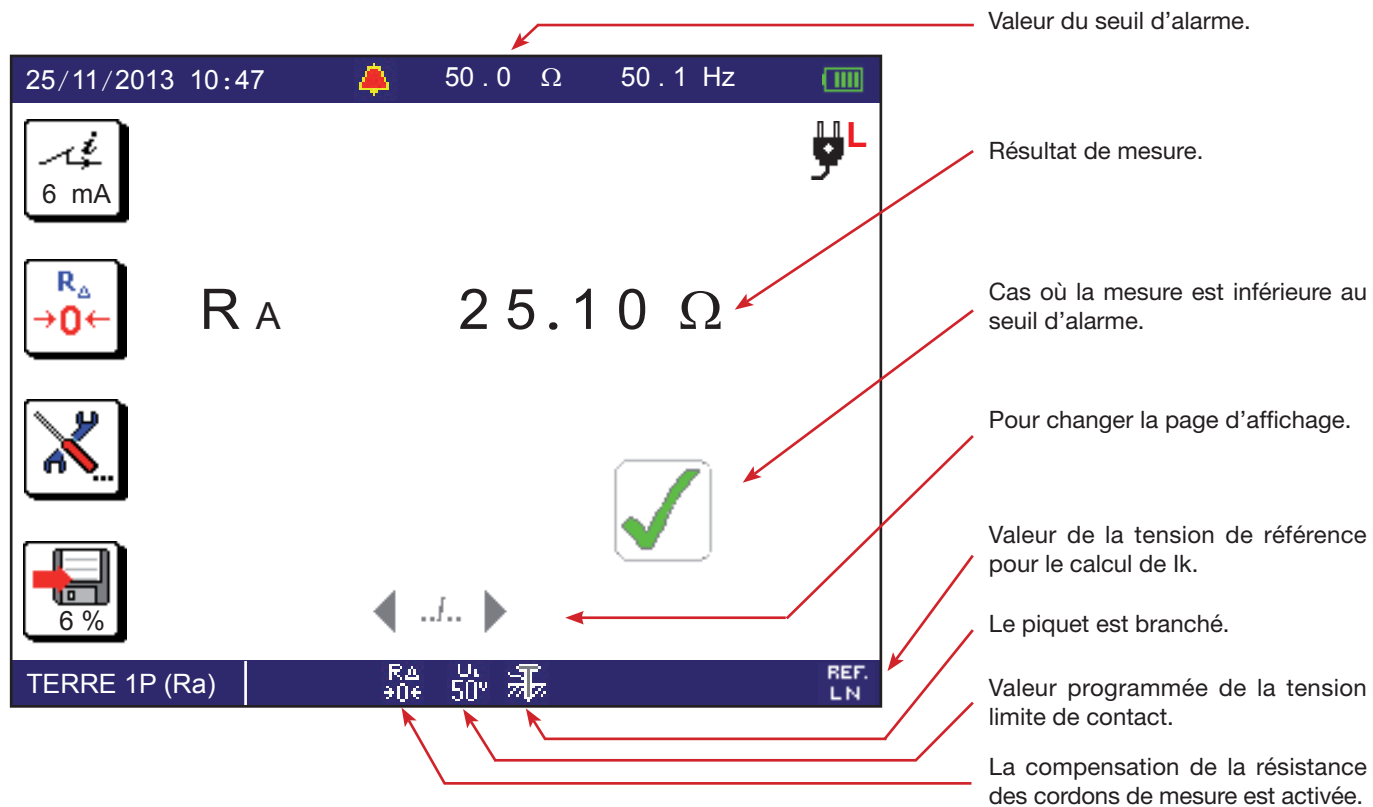 Valeur du seuil d'alarme.
25/11/2013 10:47 50.0 Ω 50.1 Hz
L
i
6 mA
Résultat de mesure.
RΔ
→0←
RA 25.10 Ω
Cas où la mesure est inférieure au
seuil d'alarme.
Pour changer la page d'affichage.
...
Valeur de la tension de référence
pour le calcul de Ik.
6 %
../..
Le piquet est branché.
TERRE 1P (Ra)
RΔ
→0←
UL
50V
REF.
LN
Valeur programmée de la tension
limite de contact.
La compensation de la résistance
des cordons de mesure est activée.